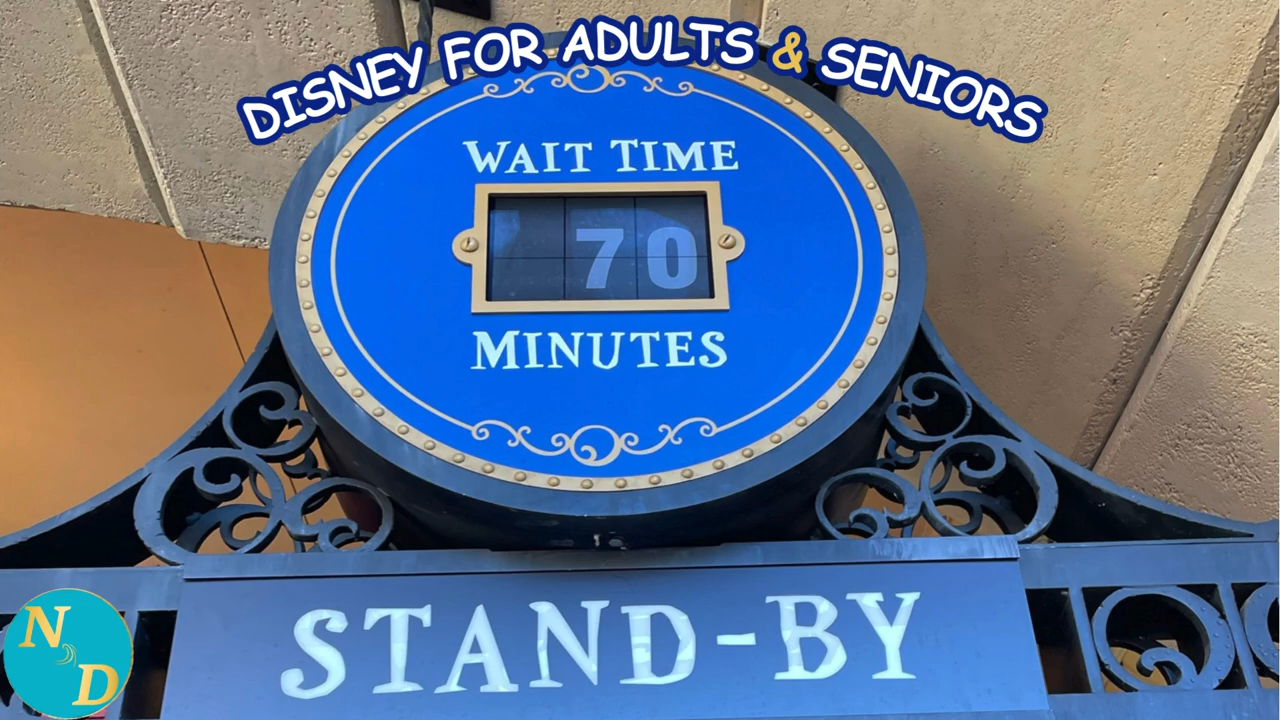 DISNEY FOR ADULTS & SENIORS
WAIT TIME
70
MINUTES
STAND-BY
N
D